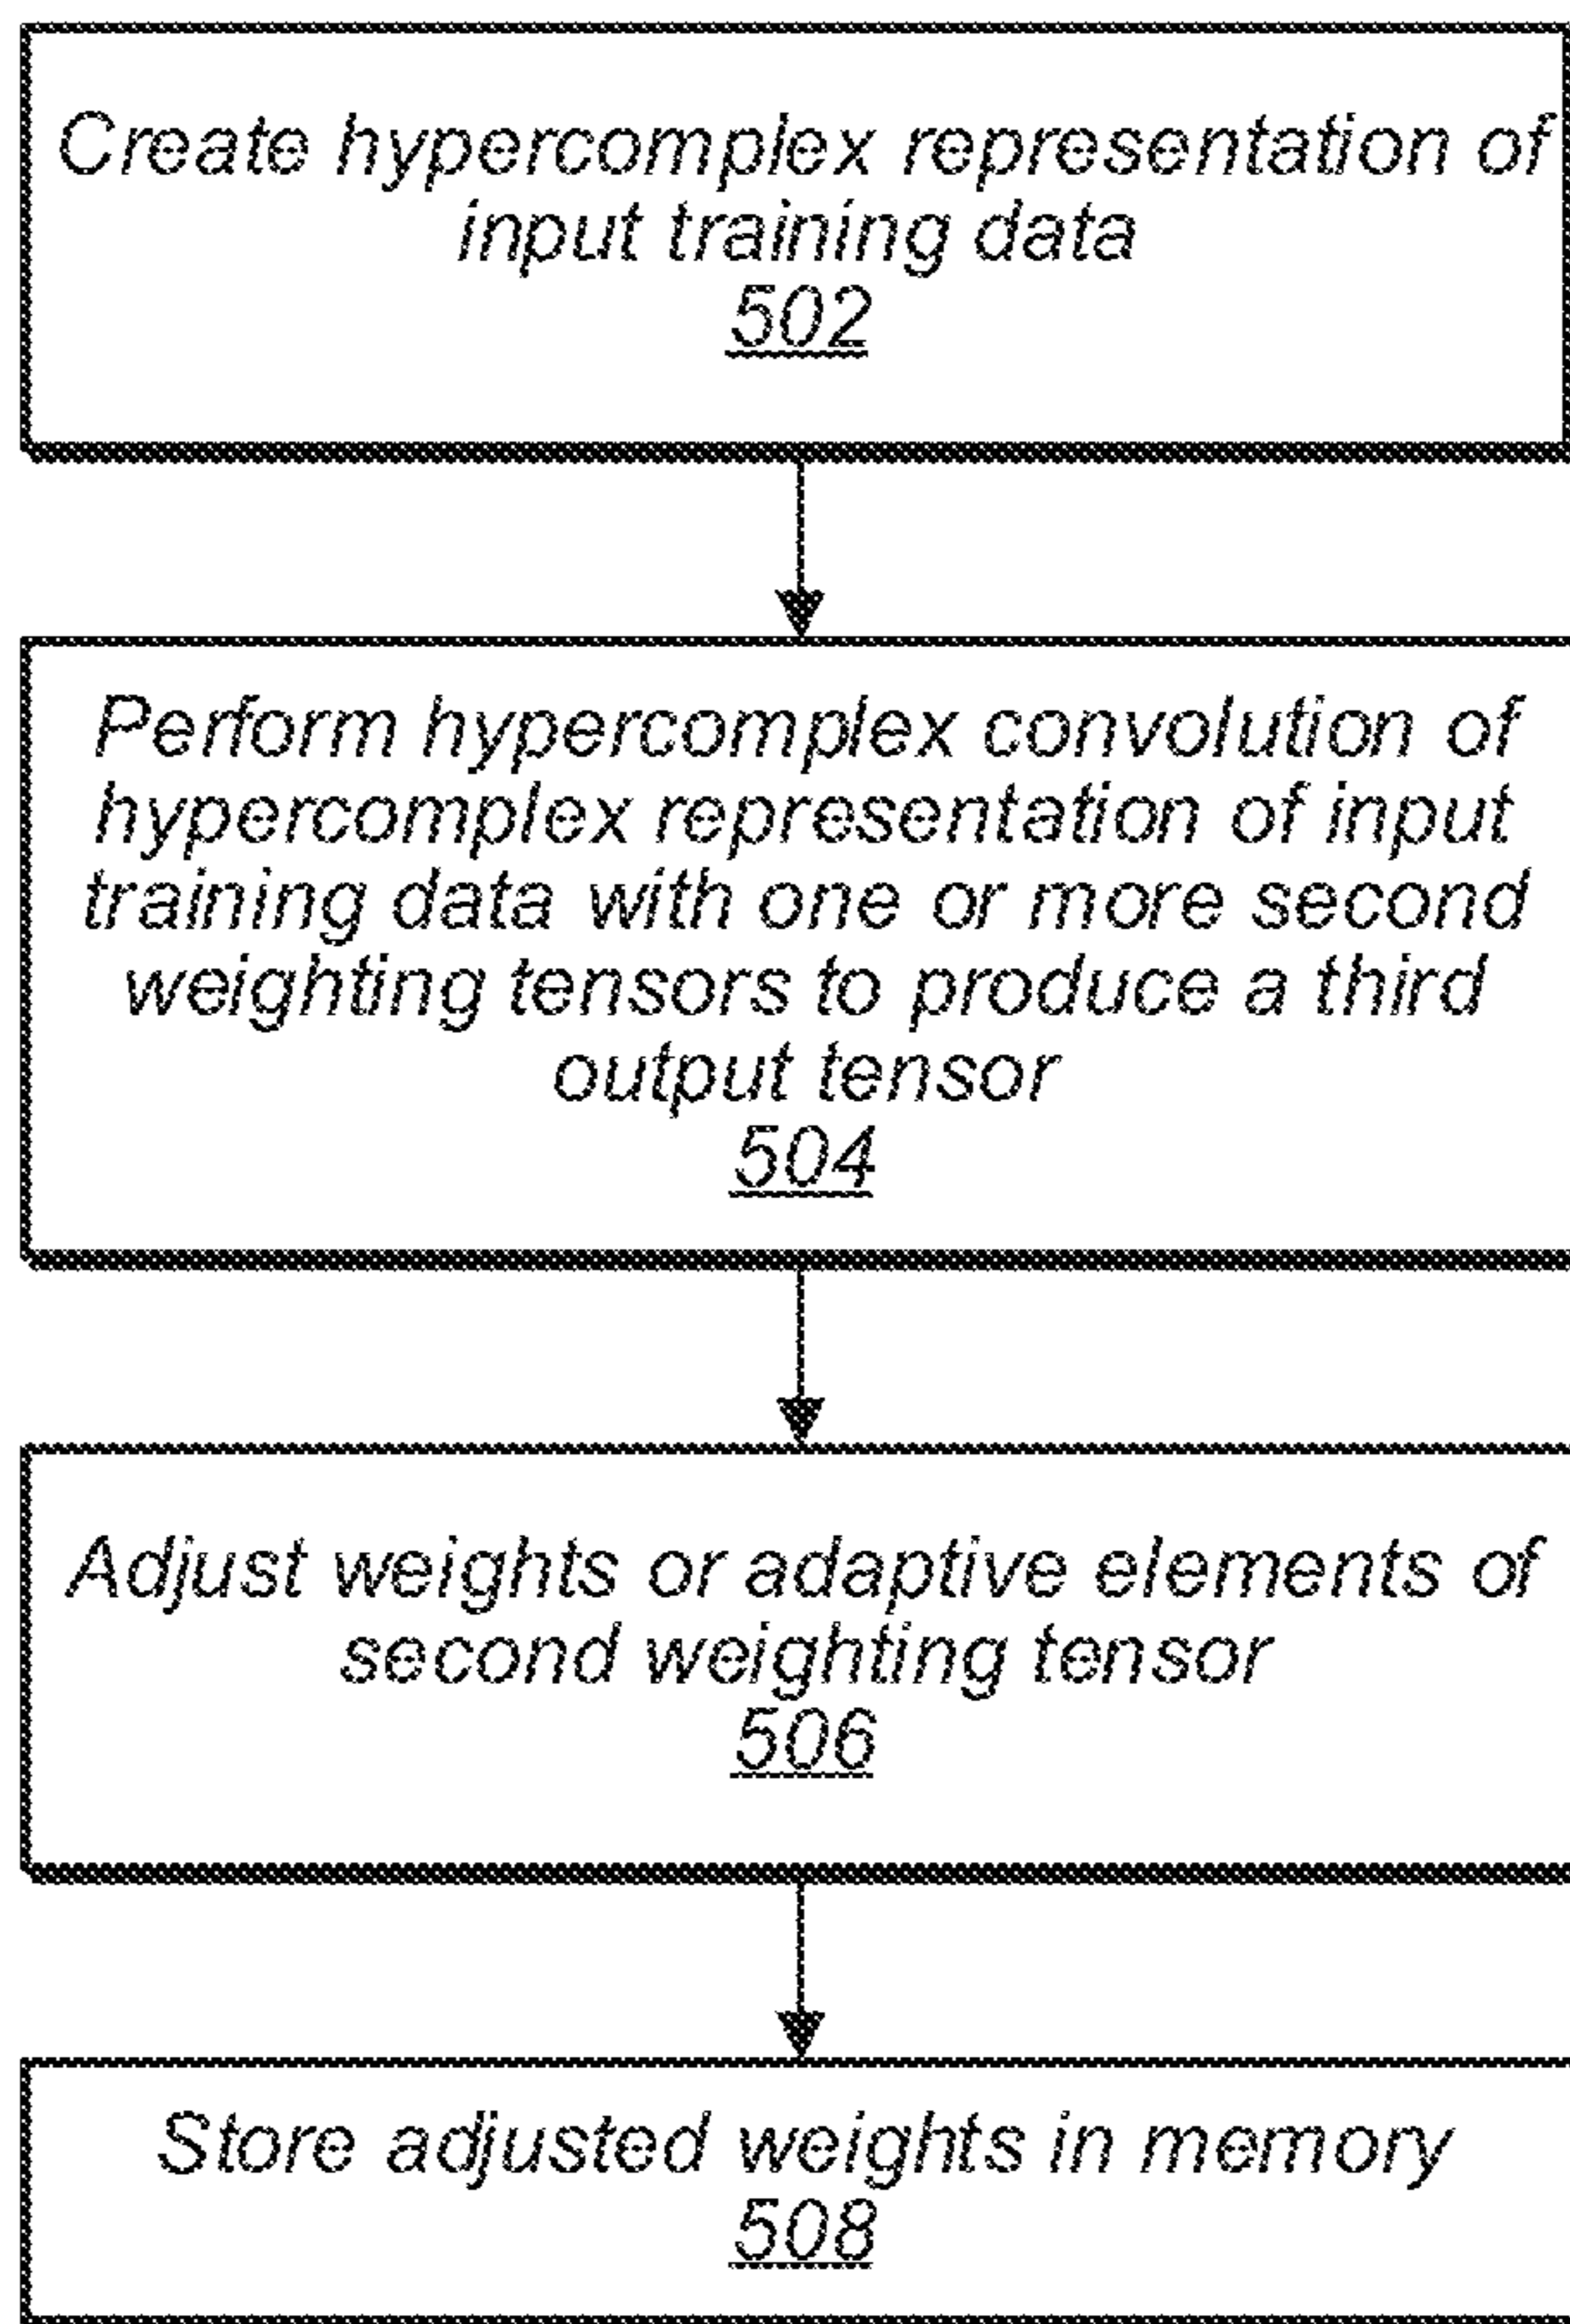 Create hypercomplex representation of
input training data
502
Perform hypercomplex convolution of
hypercomplex representation of input
training data with one or more second
weighting tensors to produce a third
output tensor
504
Adjust weights or adaptive elements of
second weighting tensor
506
Store adjusted weights in memory
508